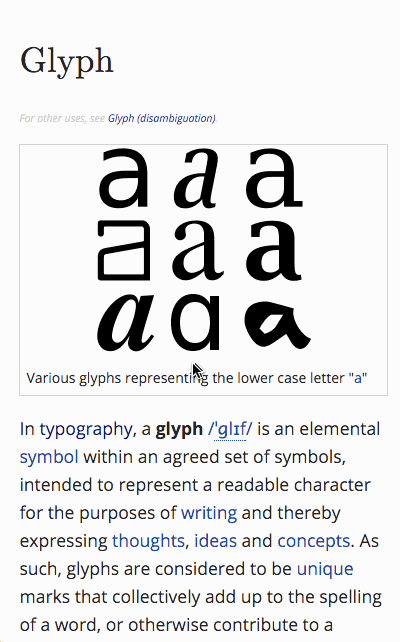 Glyph
For other uses, see Glyph (disambiguation).
a a a
a a a
a a a
Various glyphs representing the lower case letter "a"
In typography, a glyph /ˈɡlɪf/ is an elemental
symbol within an agreed set of symbols,
intended to represent a readable character
for the purposes of writing and thereby
expressing thoughts, ideas and concepts. As
such, glyphs are considered to be unique
marks that collectively add up to the spelling
of a word, or otherwise contribute to a